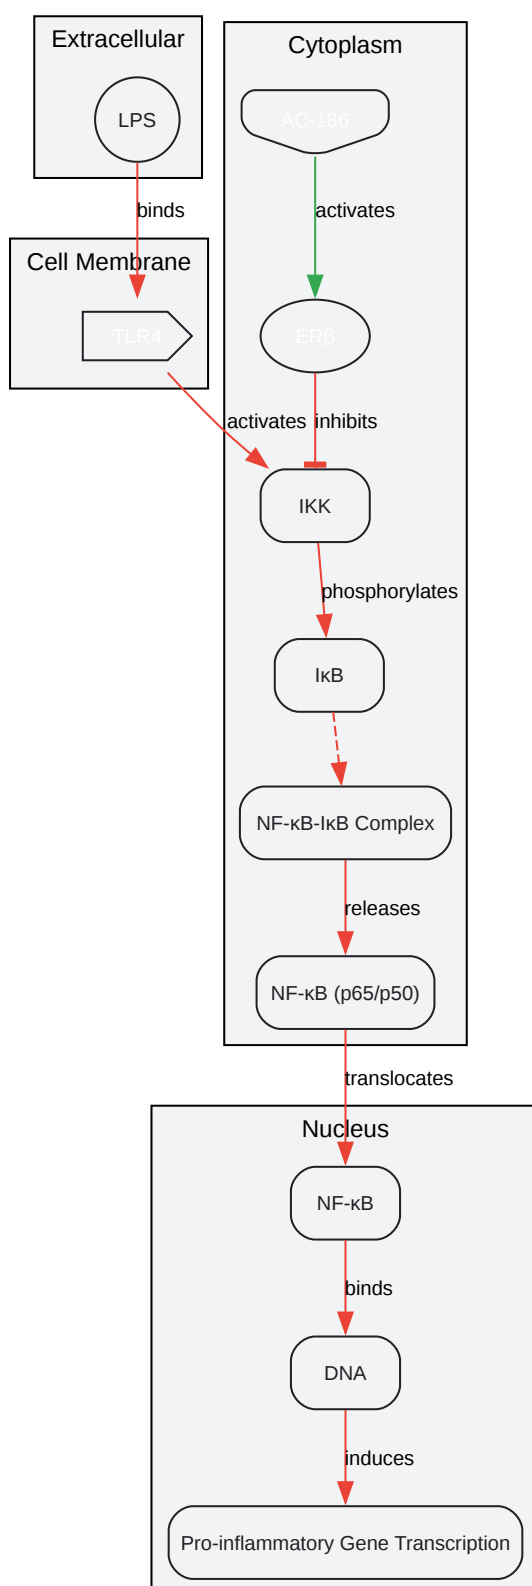 Extracellular
LPS
binds
Cell Membrane
TLR4
activates
Cytoplasm
AC-186
activates
ERβ
inhibits
IKK
phosphorylates
IκB
NF-κB-IκB Complex
releases
NF-κB (p65/p50)
translocates
Nucleus
NF-κB
binds
DNA
induces
Pro-inflammatory Gene Transcription